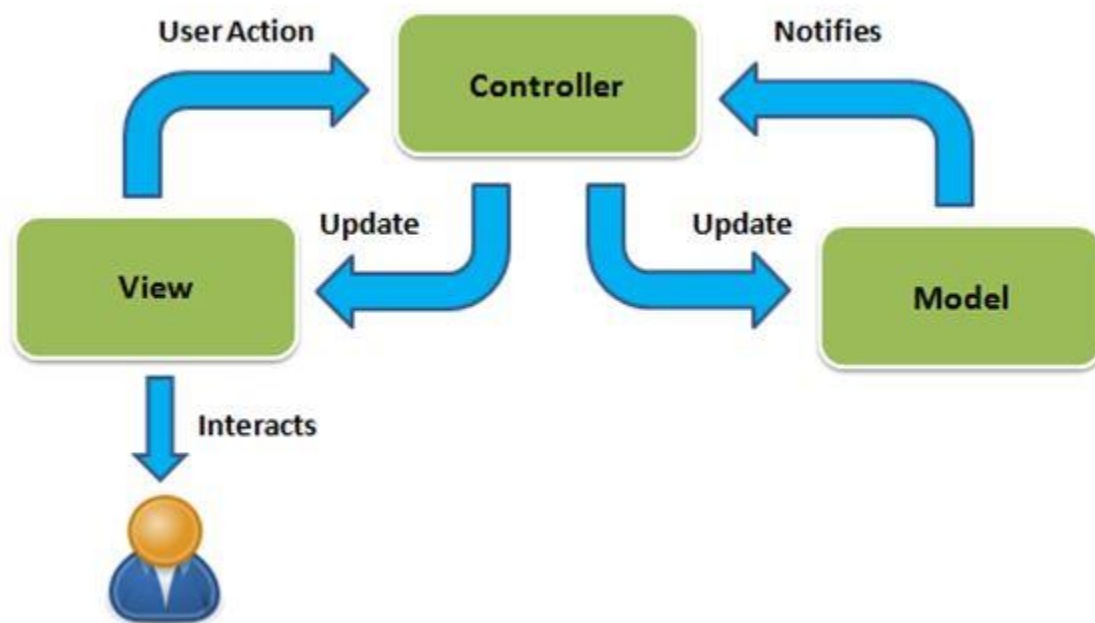 User Action
Controller
Notifies
Update
Update
View
Model
Interacts